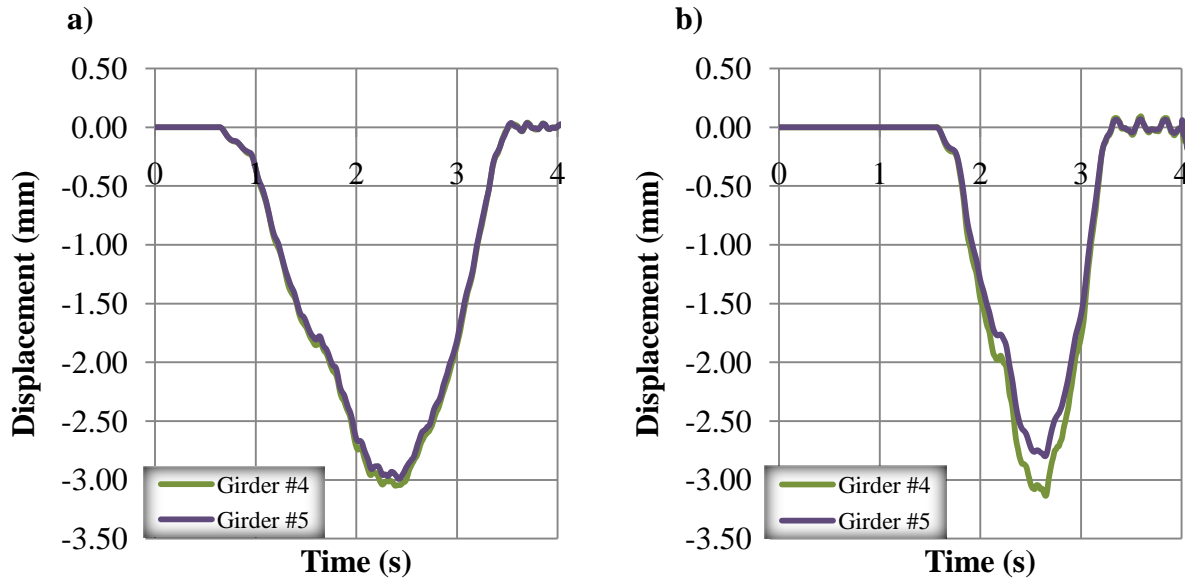 a)
0.50
0.00
-0.50
-1.00
-1.50
-2.00
-2.50
-3.00
-3.50
0 1 2 3 4
Displacement (mm)
Time (s)
Girder #4
Girder #5
b)
0.50
0.00
-0.50
-1.00
-1.50
-2.00
-2.50
-3.00
-3.50
0 1 2 3 4
Displacement (mm)
Time (s)
Girder #4
Girder #5